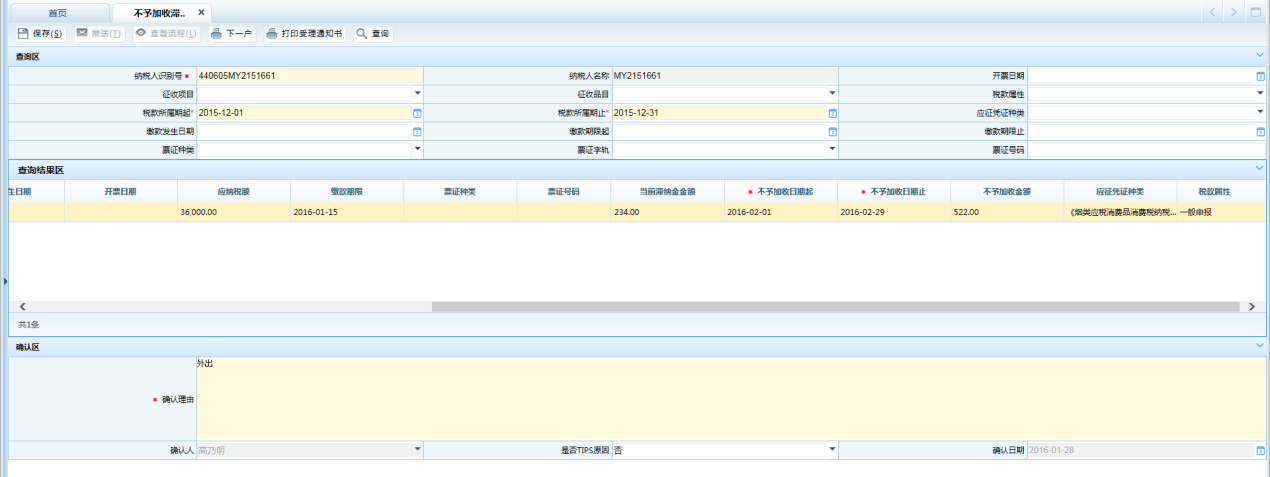 首页 不予加收滞.. ×
保存(S) 推送(T) 查看流程(L) 下一户 打印受理通知书 查询
查询区
纳税人识别号 * 440605MY2151661 纳税人名称 MY2151661 开票日期
征收项目 征收品目 税款属性
税款所属期起* 2015-12-01 税款所属期止* 2015-12-31 应征凭证种类
缴款发生日期 缴款期限起 缴款期限止
票证种类 票证字轨 票证号码
查询结果区
生日期 开票日期 应纳税额 缴款期限 票证种类 票证号码 当前滞纳金金额 * 不予加收日期起 * 不予加收日期止 不予加收金额 应征凭证种类 税款属性
36,000.00 2016-01-15 234.00 2016-02-01 2016-02-29 522.00 《烟类应税消费品消费税纳税... 一般申报
共1条
确认区
外出
* 确认理由
确认人 高乃明 是否TIPS原因 否 确认日期 2016-01-28